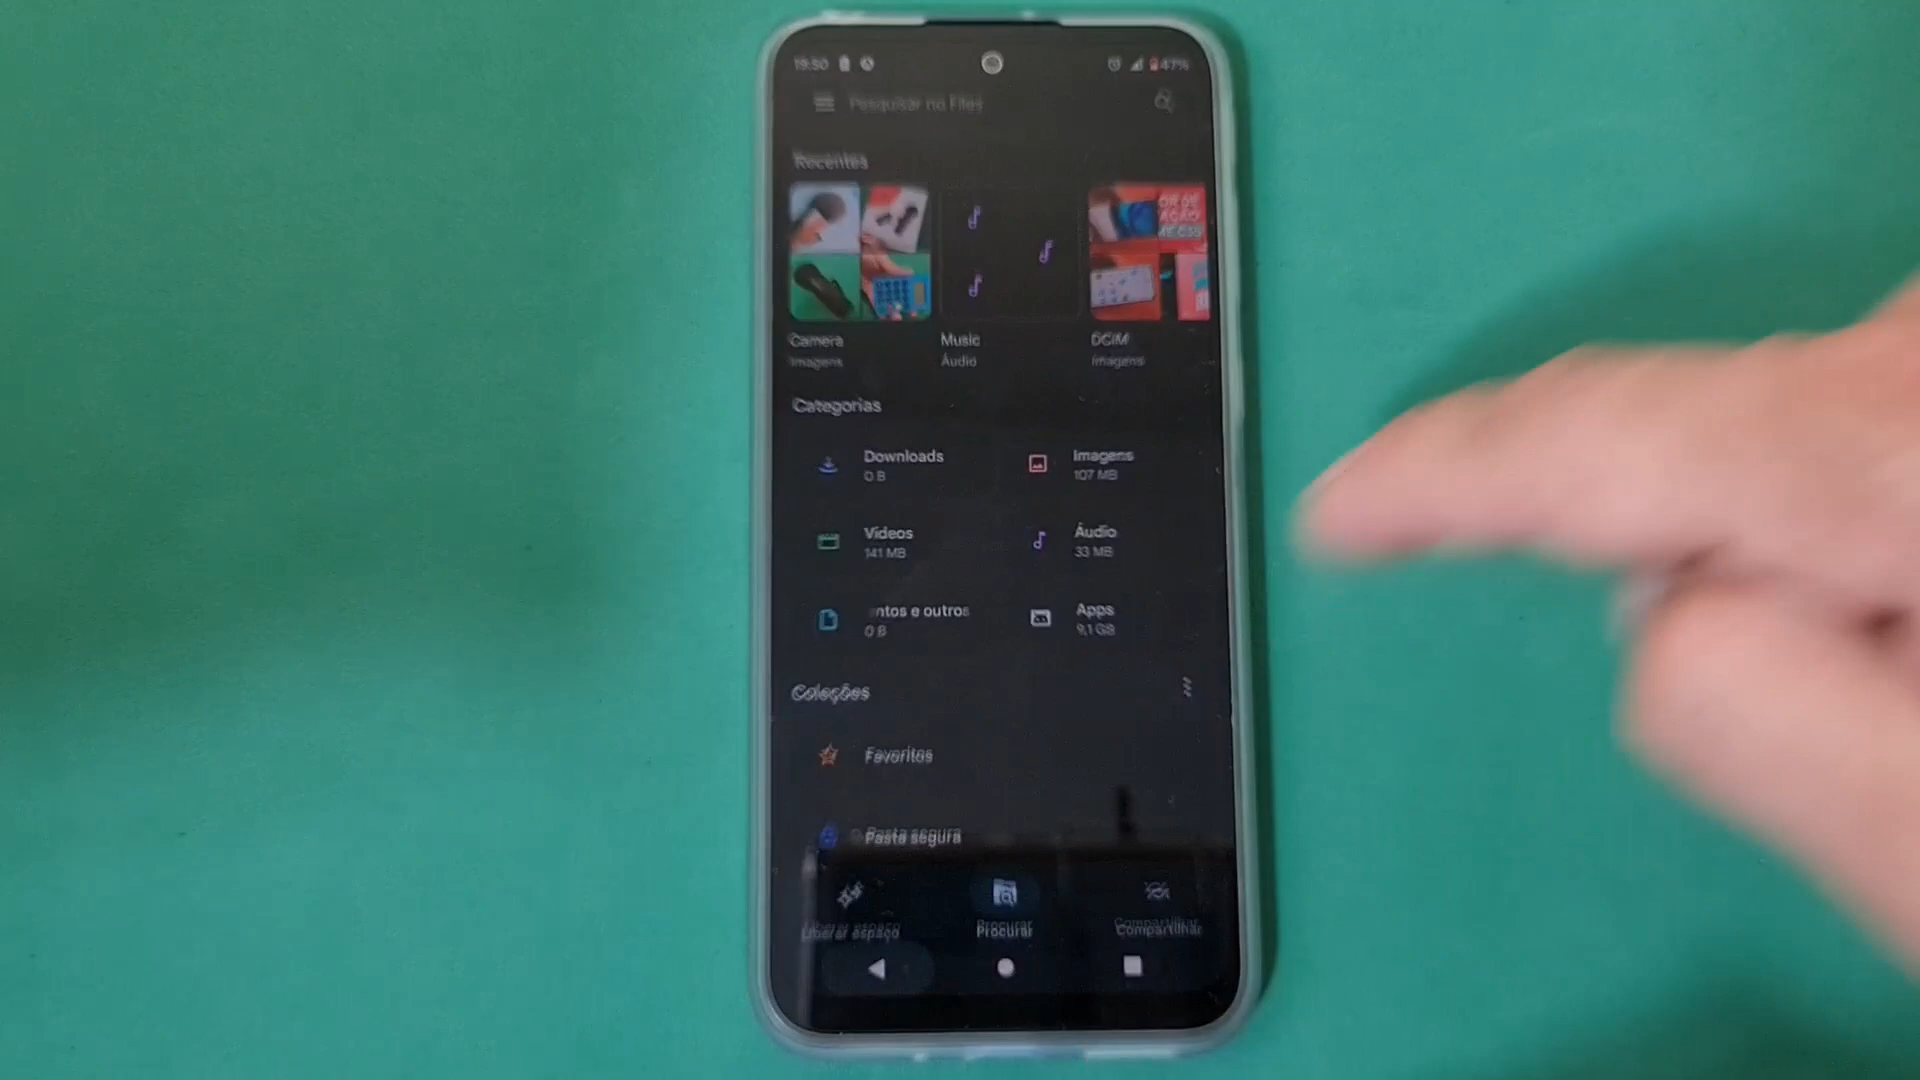 19:50 47%
Pesquisar no Files
Recentes
Camera Music DCIM
Imagens Áudio Imagens
Categorias
Downloads Imagens
0 B 107 MB
Vídeos Áudio
141 MB 33 MB
ntos e outros Apps
0 B 9,1 GB
Coleções
Favoritos
Pasta segura
Liberar espaço Procurar Compartilhar